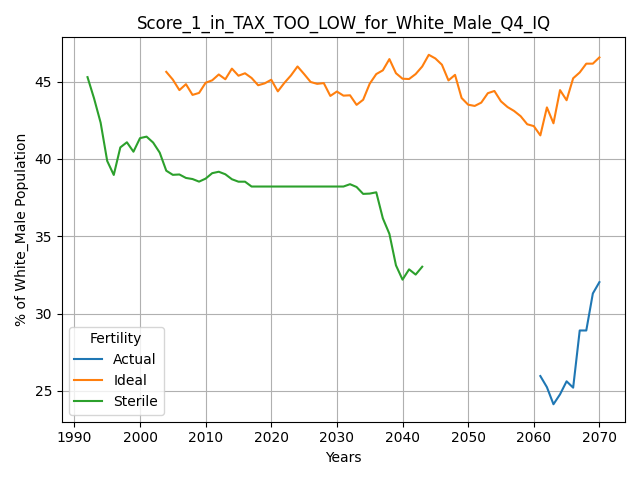 Score_1_in_TAX_TOO_LOW_for_White_Male_Q4_IQ
% of White_Male Population
45
40
35
30
25
Fertility
Actual
Ideal
Sterile
1990 2000 2010 2020 2030 2040 2050 2060 2070
Years